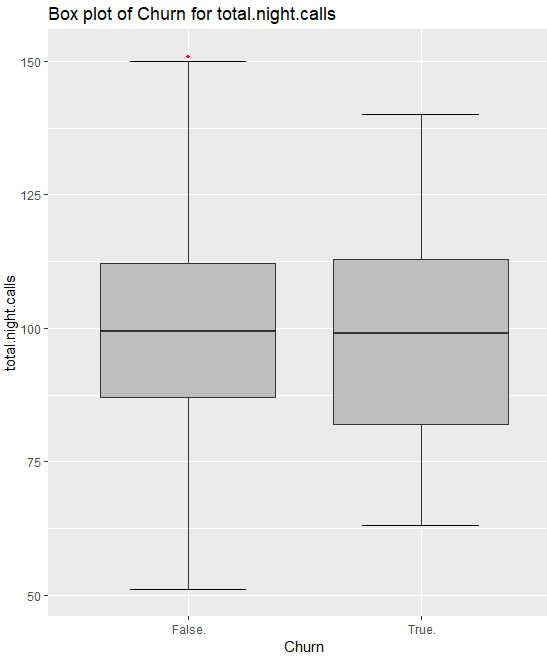 Box plot of Churn for total.night.calls
150
125
100
75
50
total.night.calls
False.
True.
Churn